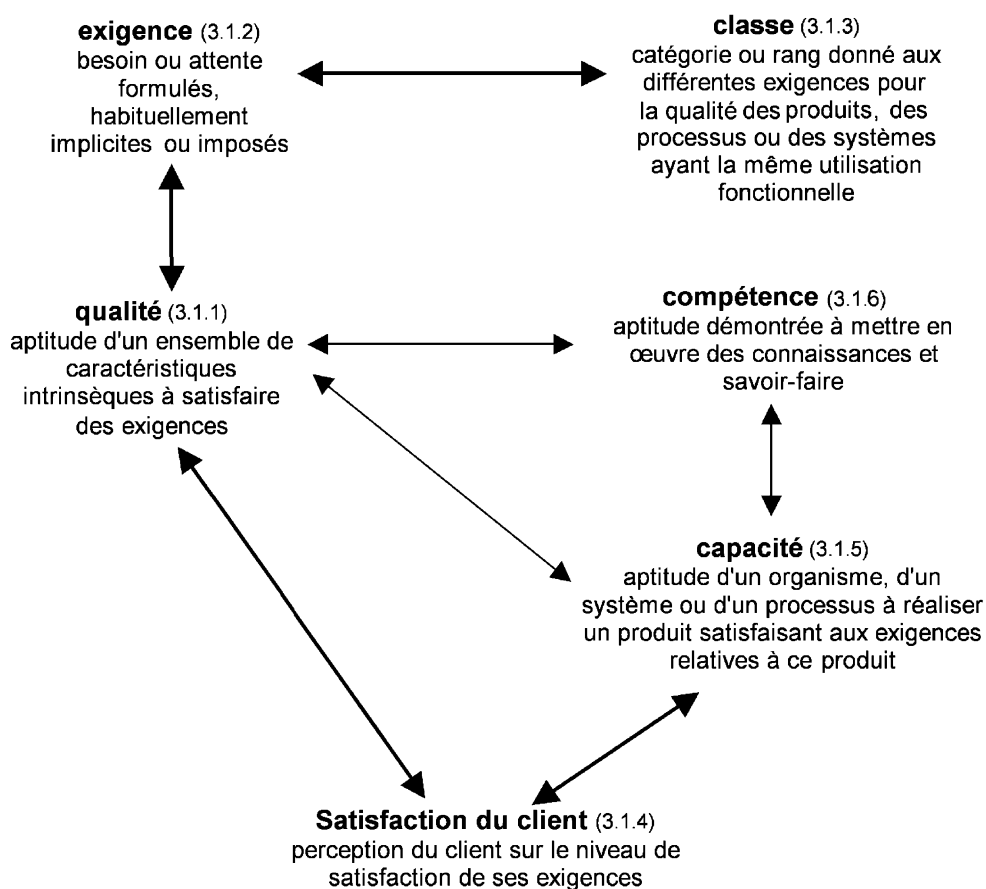 exigence (3.1.2)
besoin ou attente
formulés,
habituellement
implicites ou imposés
classe (3.1.3)
catégorie ou rang donné aux
différentes exigences pour
la qualité des produits, des
processus ou des systèmes
ayant la même utilisation
fonctionnelle
qualité (3.1.1)
aptitude d'un ensemble de
caractéristiques
intrinsèques à satisfaire
des exigences
compétence (3.1.6)
aptitude démontrée à mettre en
œuvre des connaissances et
savoir-faire
capacité (3.1.5)
aptitude d'un organisme, d'un
système ou d'un processus à réaliser
un produit satisfaisant aux exigences
relatives à ce produit
Satisfaction du client (3.1.4)
perception du client sur le niveau de
satisfaction de ses exigences